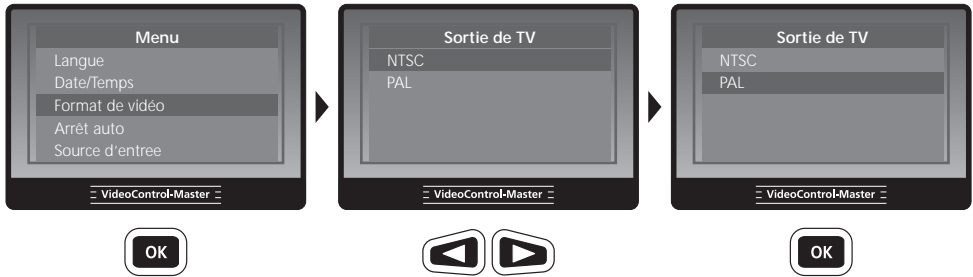 Menu
Langue
Date/Temps
Format de vidéo
Arrêt auto
Source d'entree
VideoControl-Master
OK
Sortie de TV
NTSC
PAL
VideoControl-Master
Sortie de TV
NTSC
PAL
VideoControl-Master
OK